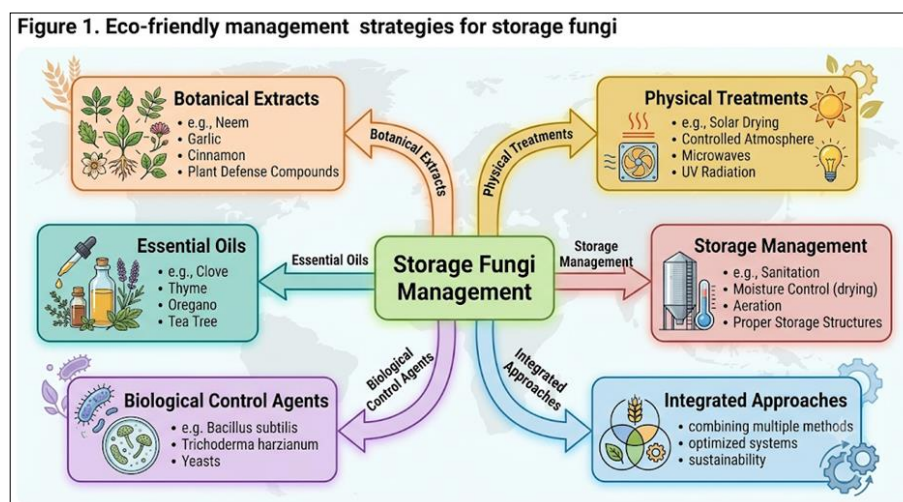 Figure 1. Eco-friendly management strategies for storage fungi
Botanical Extracts
• e.g., Neem
• Garlic
• Cinnamon
• Plant Defense Compounds
Botanical Extracts
Physical Treatments
Physical Treatments
• e.g., Solar Drying
• Controlled Atmosphere
• Microwaves
• UV Radiation
Essential Oils
• e.g., Clove
• Thyme
• Oregano
• Tea Tree
Essential Oils
Storage Fungi
Management
Storage
Management
Storage Management
• e.g., Sanitation
• Moisture Control (drying)
• Aeration
• Proper Storage Structures
Biological Control Agents
• e.g. Bacillus subtilis
• Trichoderma harzianum
• Yeasts
Biological
Control Agents
Integrated
Approaches
Integrated Approaches
• combining multiple methods
• optimized systems
• sustainability